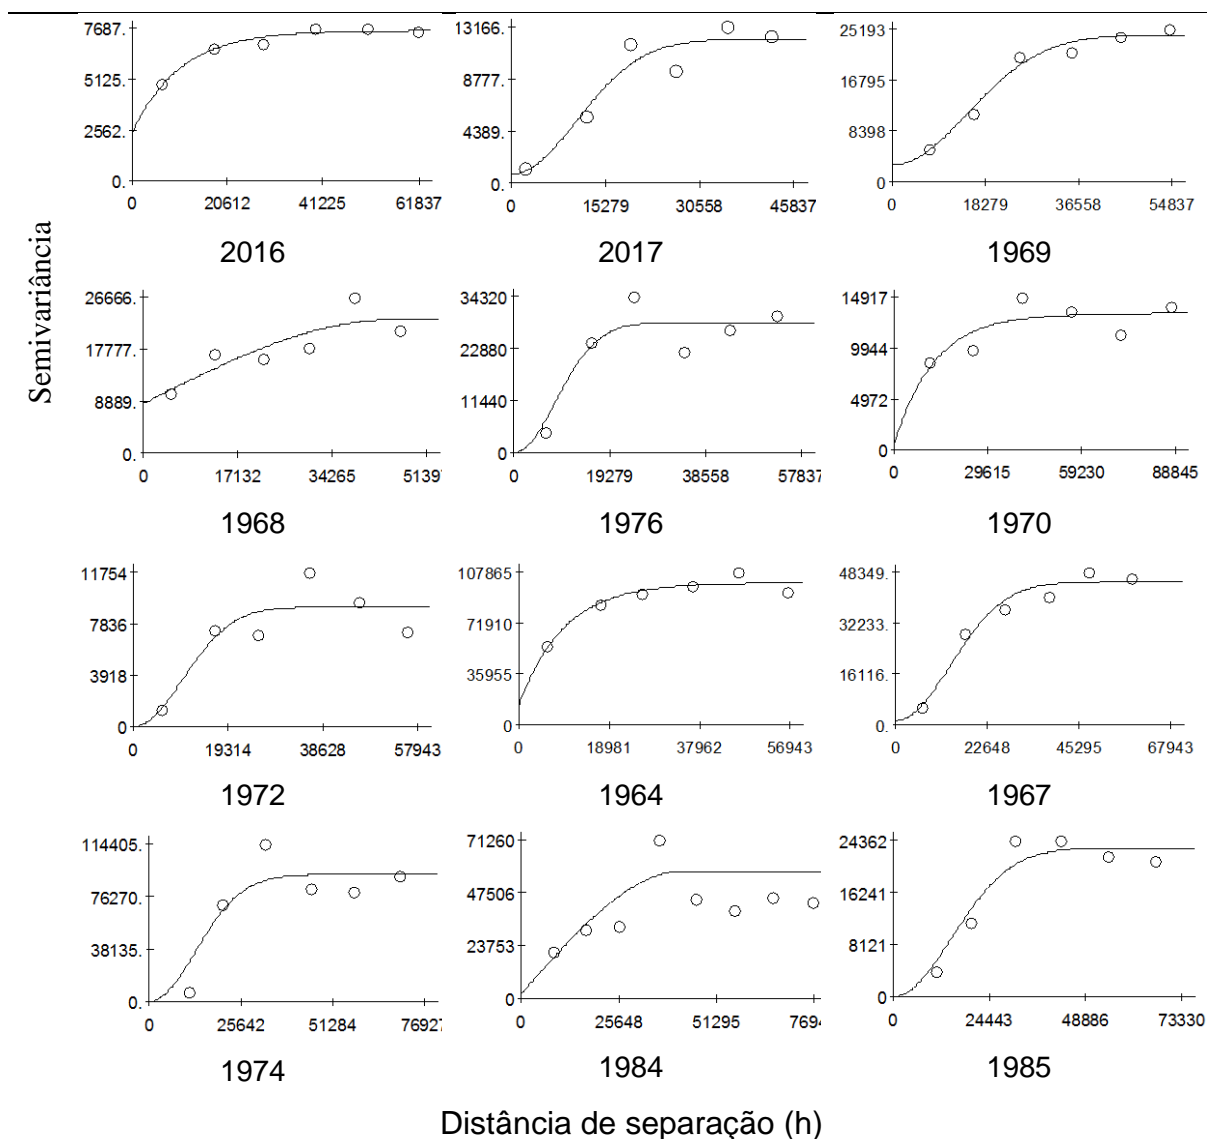 7687. 13166 25193
5125. 8777. 16795
2562. 4389. 8398
0. 0. 0
0 20612 41225 61837 0 15279 30558 45837 0 18279 36558 54837
2016 2017 1969
Semivariância
26666. 34320 14917
17777. 22880 9944
8889. 11440 4972
0. 0. 0
0 17132 34265 51397 0 19279 38558 57837 0 29615 59230 88845
1968 1976 1970
11754 107865 48349.
7836 71910 32233.
3918 35955 16116.
0 0 0.
0 19314 38628 57943 0 18981 37962 56943 0 22648 45295 67943
1972 1964 1967
114405. 71260 24362
76270. 47506 16241
38135. 23753 8121
0. 0 0
0 25642 51284 76927 0 25648 51295 0 24443 48886 73330
1974 1984 1985
Distância de separação (h)